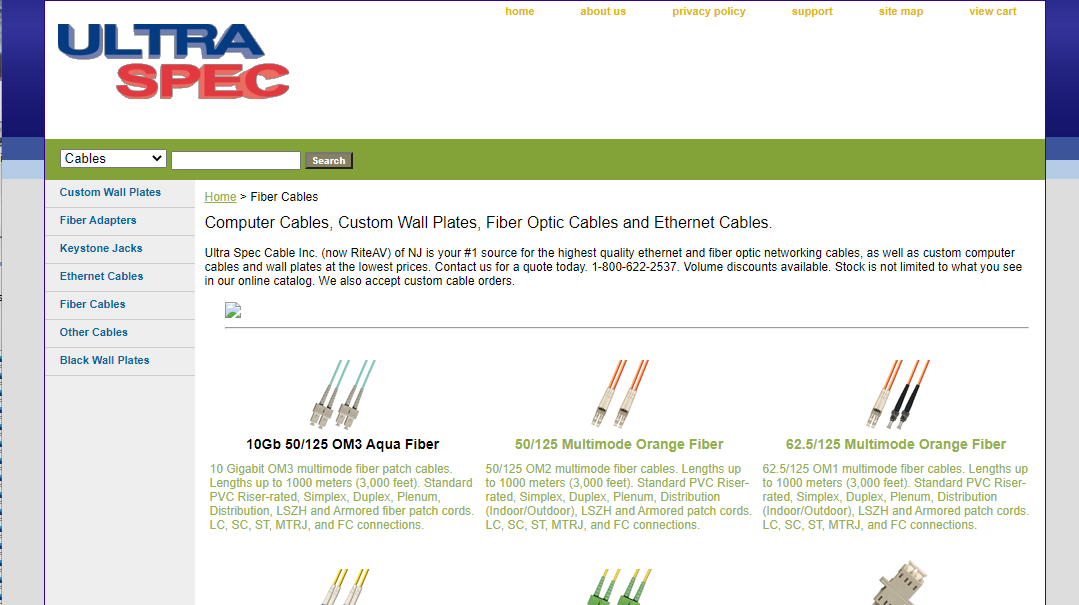 home about us privacy policy support site map view cart
ULTRA
SPEC
Cables Search
Custom Wall Plates
Fiber Adapters
Keystone Jacks
Ethernet Cables
Fiber Cables
Other Cables
Black Wall Plates
Home > Fiber Cables
Computer Cables, Custom Wall Plates, Fiber Optic Cables and Ethernet Cables.
Ultra Spec Cable Inc. (now RiteAV) of NJ is your #1 source for the highest quality ethernet and fiber optic networking cables, as well as custom computer
cables and wall plates at the lowest prices. Contact us for a quote today. 1-800-622-2537. Volume discounts available. Stock is not limited to what you see
in our online catalog. We also accept custom cable orders.
10Gb 50/125 OM3 Aqua Fiber
10 Gigabit OM3 multimode fiber patch cables.
Lengths up to 1000 meters (3,000 feet). Standard
PVC Riser-rated, Simplex, Duplex, Plenum,
Distribution, LSZH and Armored fiber patch cords.
LC, SC, ST, MTRJ, and FC connections.
50/125 Multimode Orange Fiber
50/125 OM2 multimode fiber cables. Lengths up
to 1000 meters (3,000 feet). Standard PVC Riser-
rated, Simplex, Duplex, Plenum, Distribution
(Indoor/Outdoor), LSZH and Armored patch cords.
LC, SC, ST, MTRJ, and FC connections.
62.5/125 Multimode Orange Fiber
62.5/125 OM1 multimode fiber cables. Lengths up
to 1000 meters (3,000 feet). Standard PVC Riser-
rated, Simplex, Duplex, Plenum, Distribution
(Indoor/Outdoor), LSZH and Armored patch cords.
LC, SC, ST, MTRJ, and FC connections.